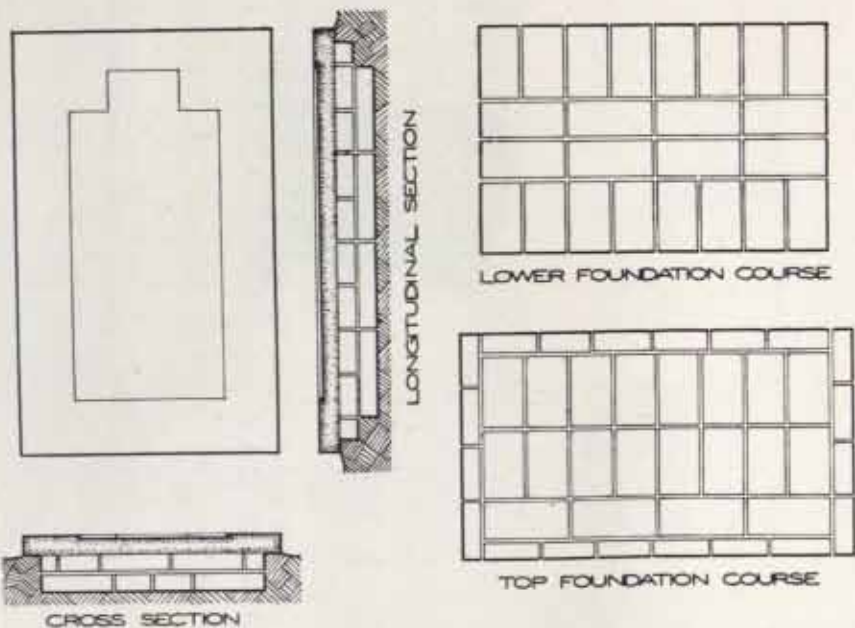 LONGITUDINAL SECTION
LOWER FOUNDATION COURSE
CROSS SECTION
TOP FOUNDATION COURSE